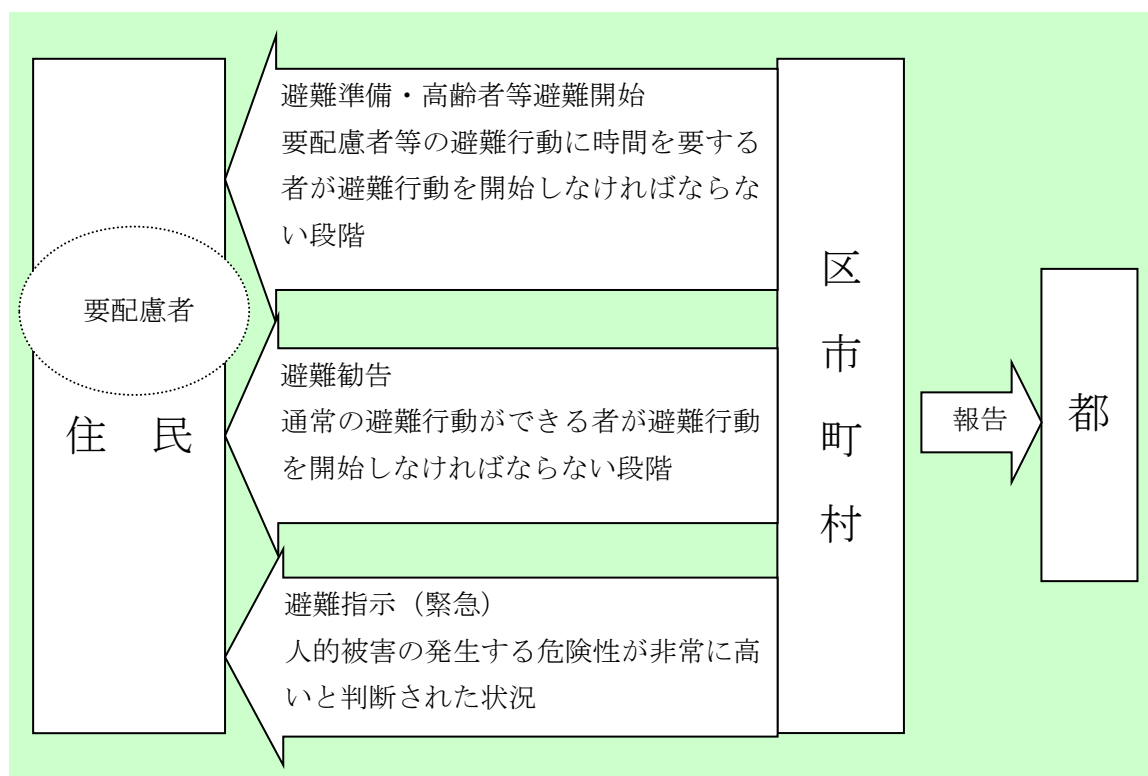 避難準備・高齢者等避難開始
要配慮者等の避難行動に時間を要する
者が避難行動を開始しなければならな
い段階
要配慮者
住　民
避難勧告
通常の避難行動ができる者が避難行動
を開始しなければならない段階
避難指示（緊急）
人的被害の発生する危険性が非常に高
いと判断された状況
区市町村
報告
都